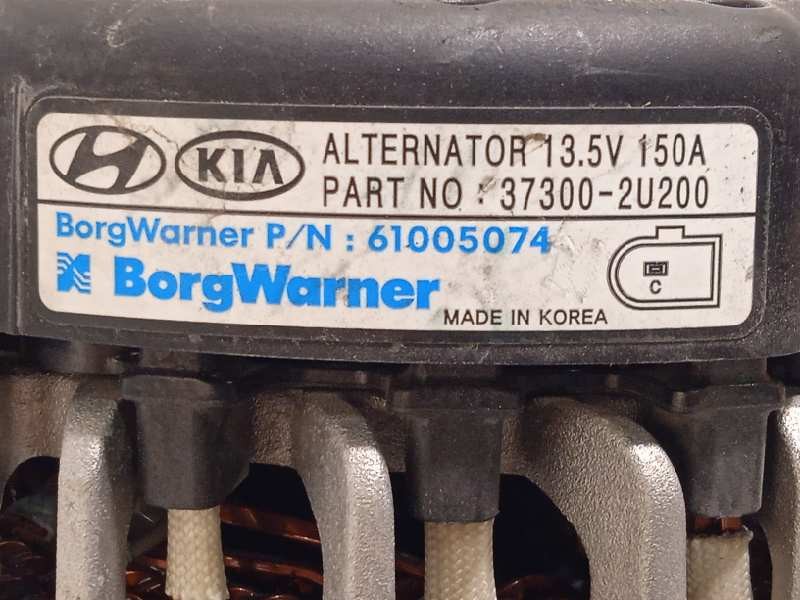 KIA
ALTERNATOR 13.5V 150A
PART NO : 37300-2U200
BorgWarner P/N : 61005074
BorgWarner
MADE IN KOREA
C